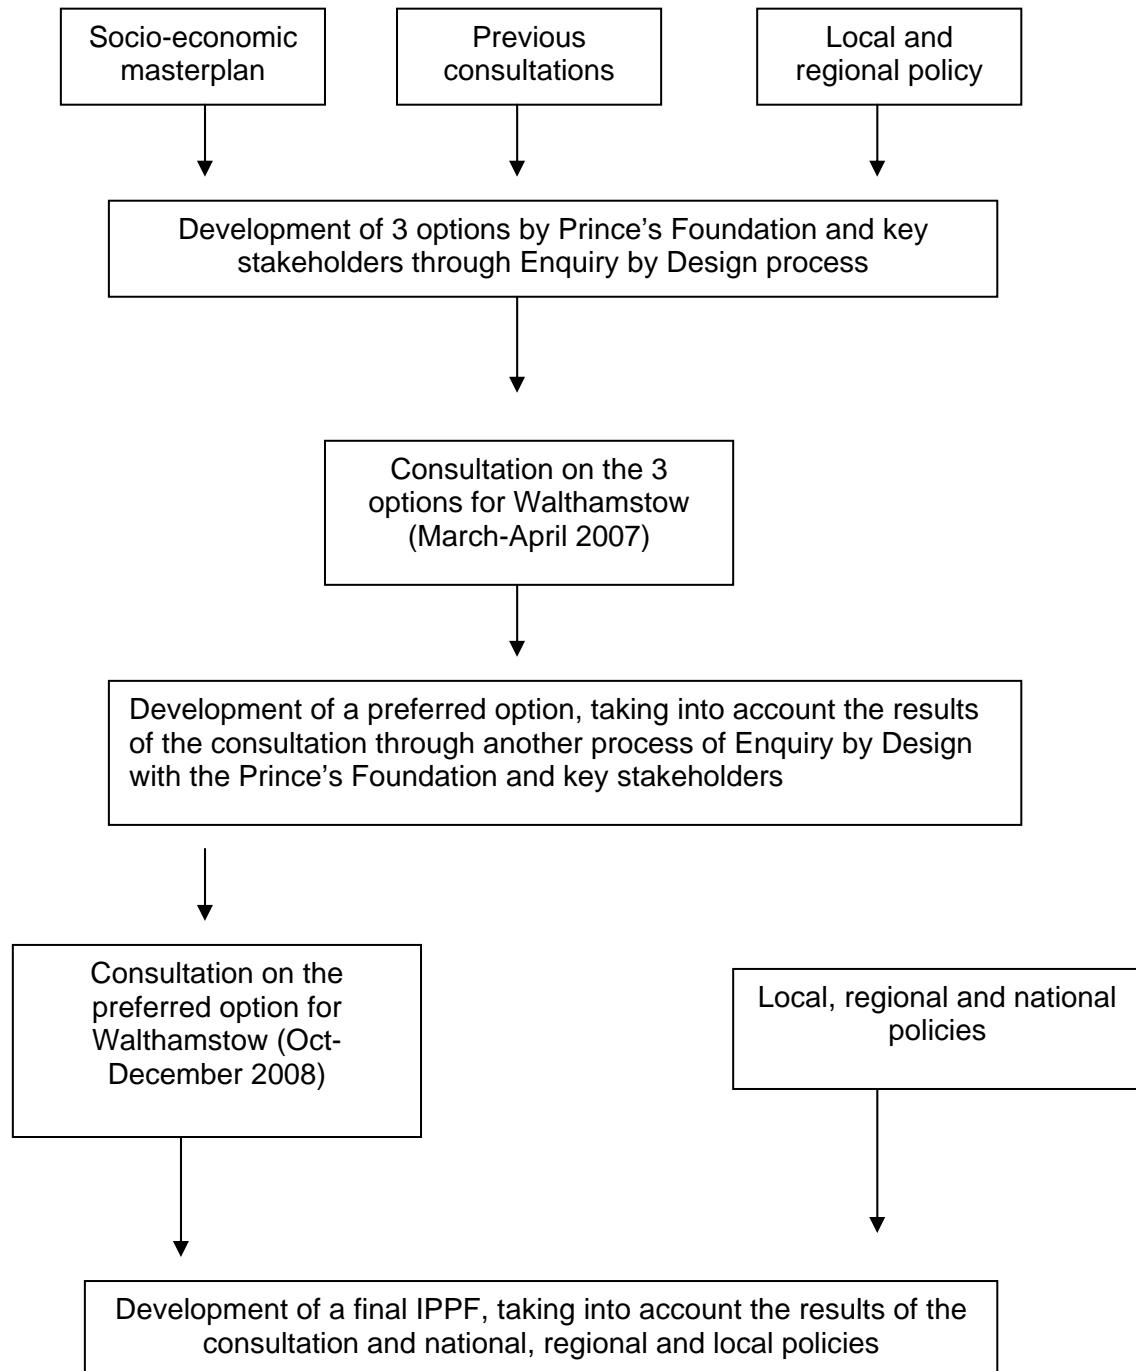 Socio-economic
masterplan
Previous
consultations
Local and
regional policy
Development of 3 options by Prince’s Foundation and key
stakeholders through Enquiry by Design process
Consultation on the 3
options for Walthamstow
(March-April 2007)
Development of a preferred option, taking into account the results
of the consultation through another process of Enquiry by Design
with the Prince’s Foundation and key stakeholders
Consultation on the
preferred option for
Walthamstow (Oct-
December 2008)
Local, regional and national
policies
Development of a final IPPF, taking into account the results of the
consultation and national, regional and local policies